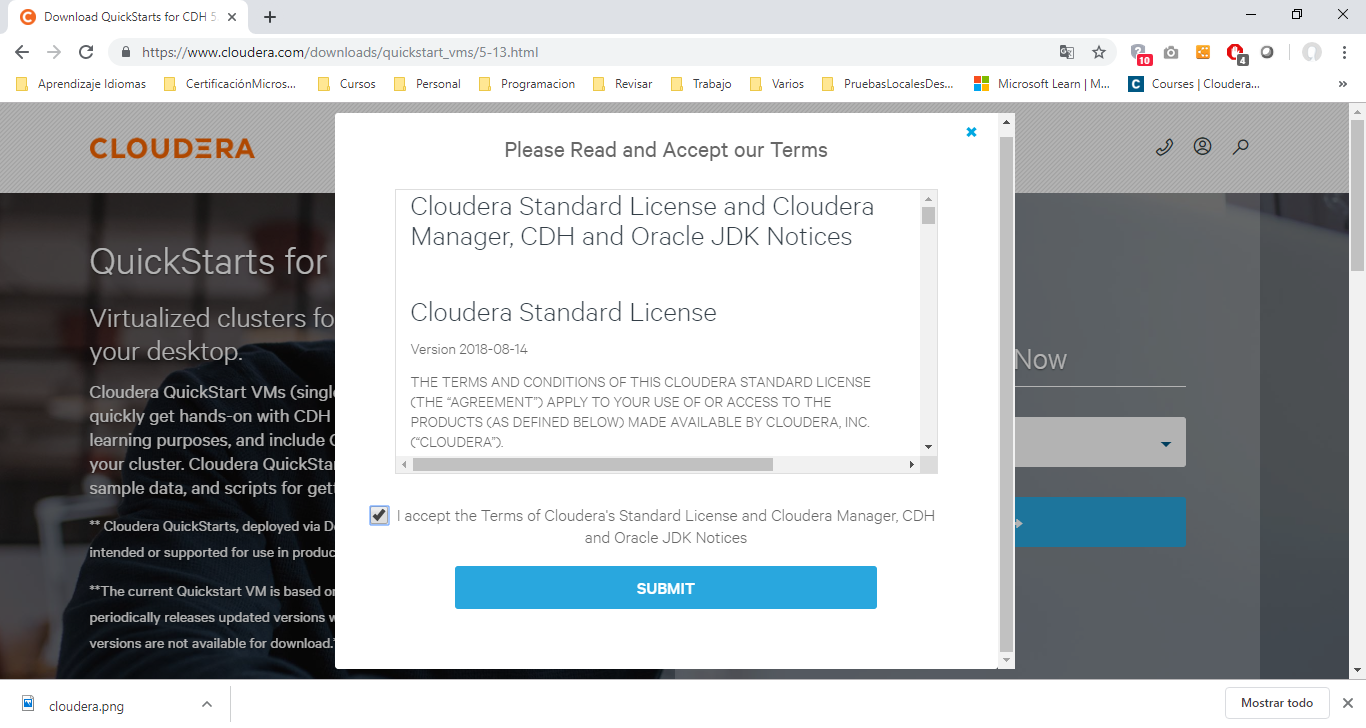 Download QuickStarts for CDH 5
https://www.cloudera.com/downloads/quickstart_vms/5-13.html
10
4
Aprendizaje Idiomas
CertificaciónMicros...
Cursos
Personal
Programacion
Revisar
Trabajo
Varios
PruebasLocalesDes...
Microsoft Learn | M...
C
Courses | Cloudera...
»
CLOUDERA
QuickStarts for
Virtualized clusters fo
your desktop.
Cloudera QuickStart VMs (singl
quickly get hands-on with CDH
learning purposes, and include
your cluster. Cloudera QuickStar
sample data, and scripts for gett
** Cloudera QuickStarts, deployed via D
intended or supported for use in produc
**The current Quickstart VM is based o
periodically releases updated versions w
versions are not available for download.
Please Read and Accept our Terms
Cloudera Standard License and Cloudera
Manager, CDH and Oracle JDK Notices
Cloudera Standard License
Version 2018-08-14
THE TERMS AND CONDITIONS OF THIS CLOUDERA STANDARD LICENSE
(THE “AGREEMENT”) APPLY TO YOUR USE OF OR ACCESS TO THE
PRODUCTS (AS DEFINED BELOW) MADE AVAILABLE BY CLOUDERA, INC.
(“CLOUDERA”).
I accept the Terms of Cloudera's Standard License and Cloudera Manager, CDH
and Oracle JDK Notices
SUBMIT
Now
cloudera.png
Mostrar todo